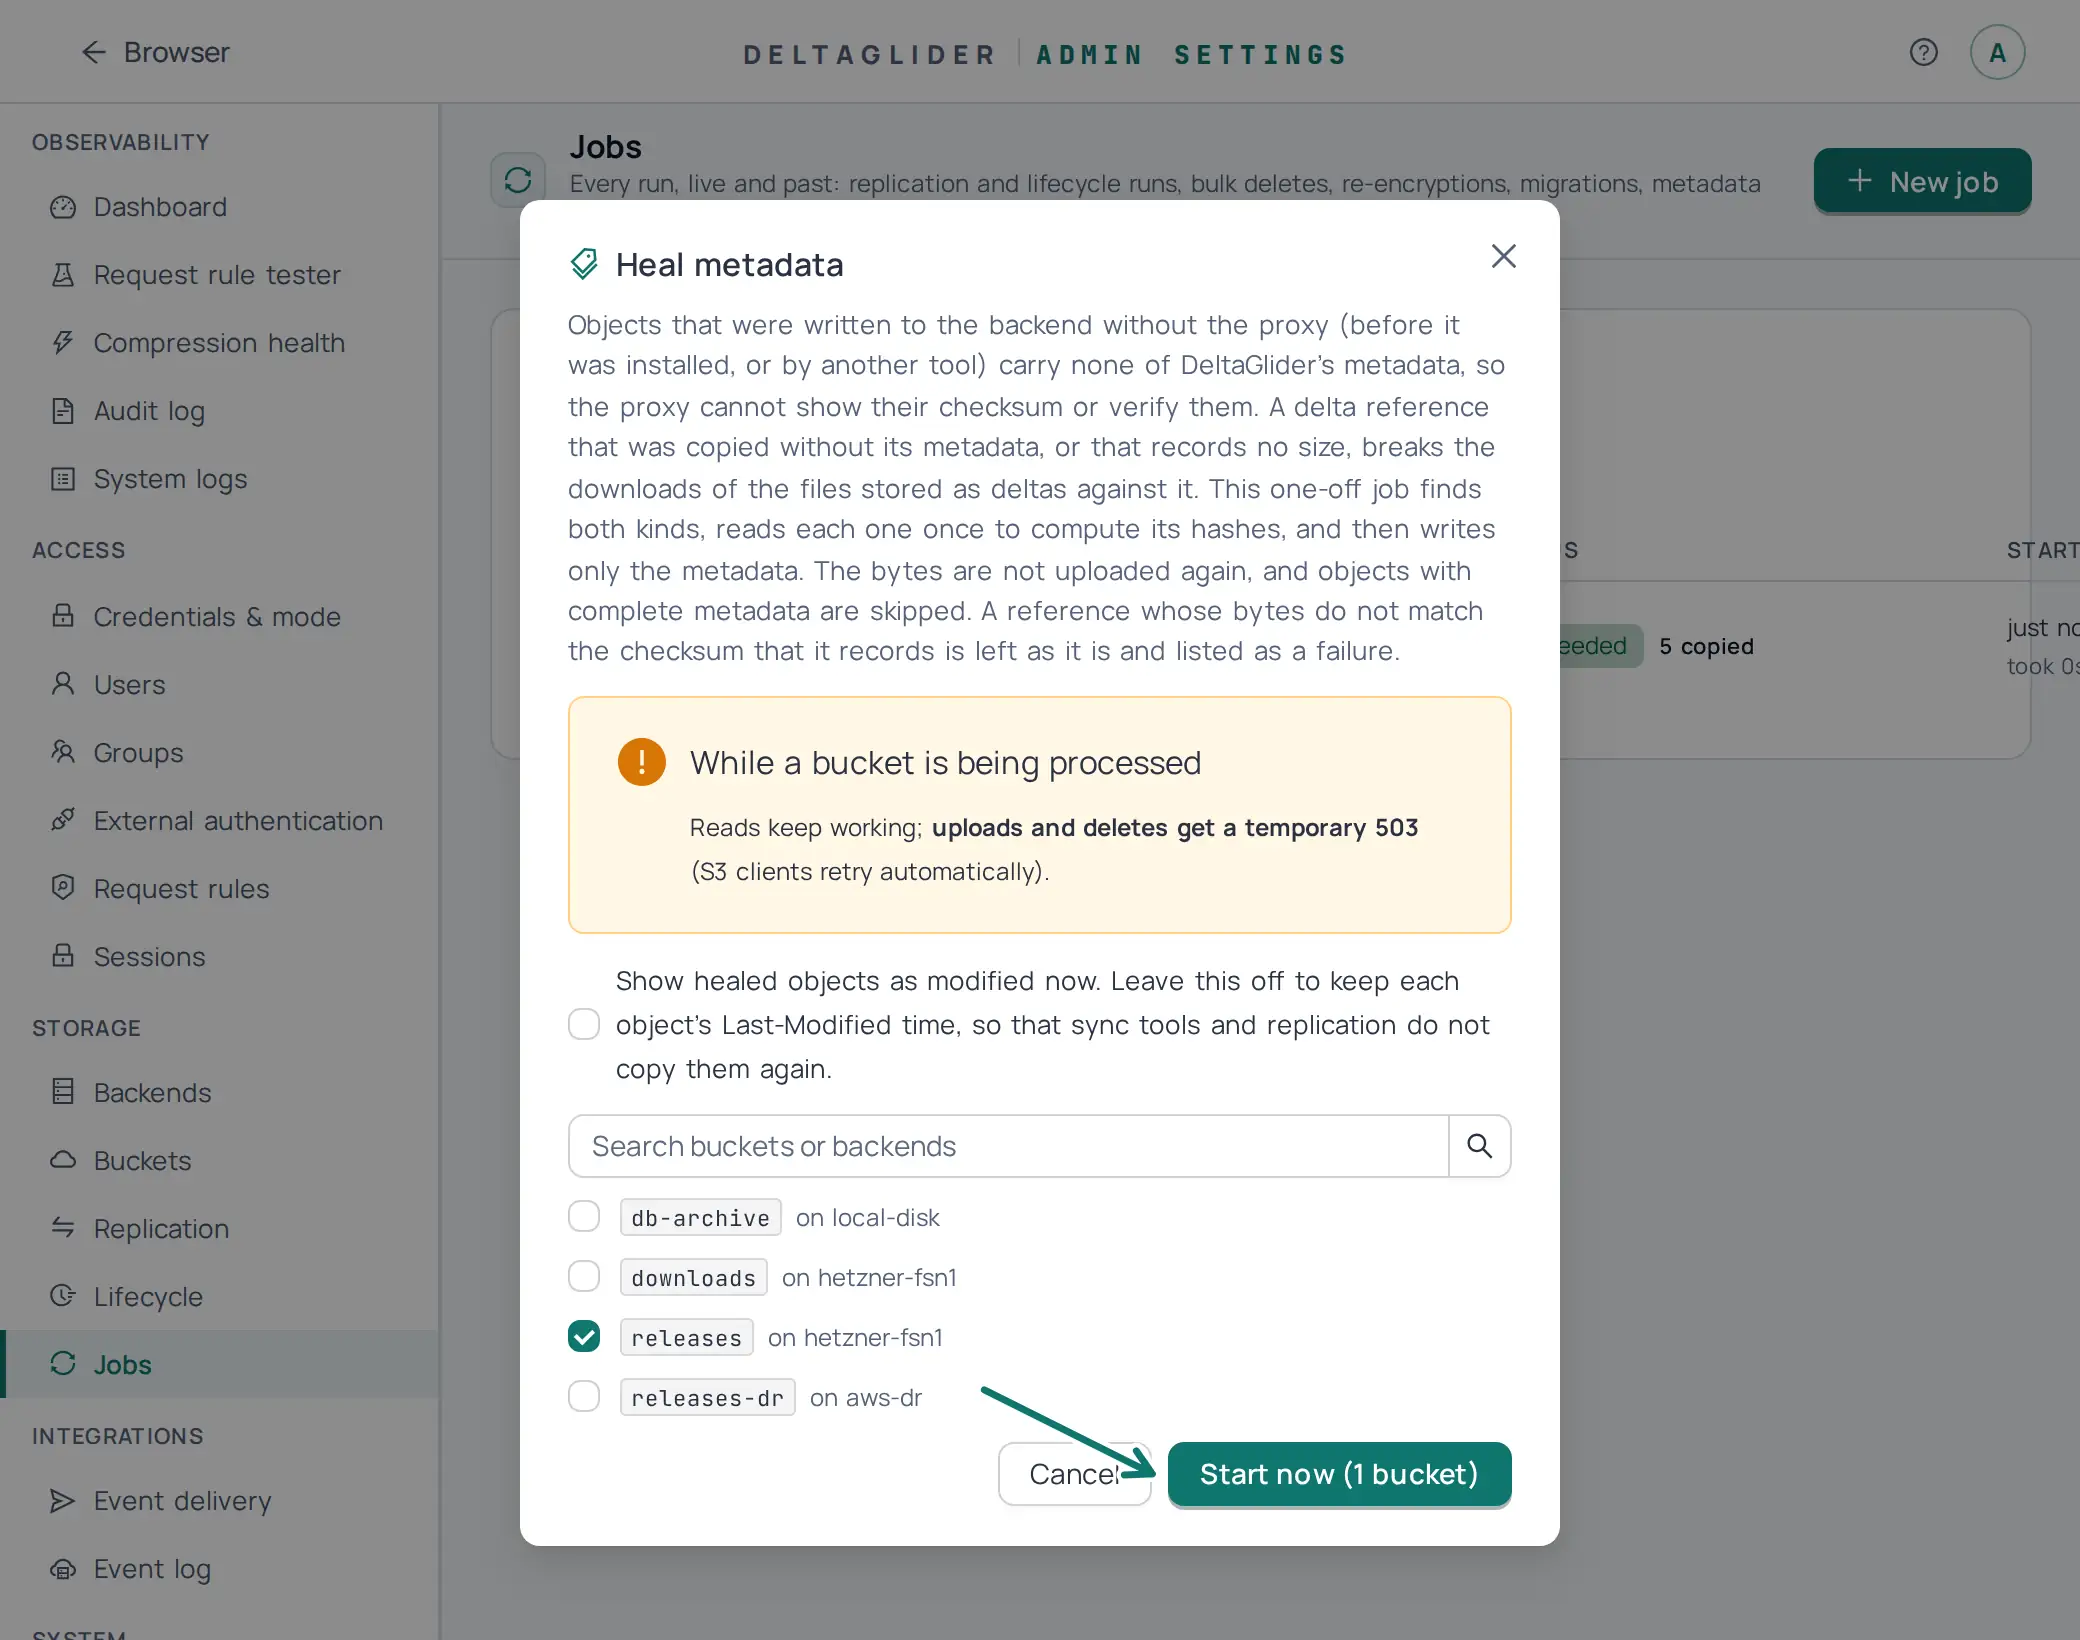 Browser
DELTAGLIDER | ADMIN SETTINGS
A
OBSERVABILITY
Dashboard
Request rule tester
Compression health
Audit log
System logs
ACCESS
Credentials & mode
Users
Groups
External authentication
Request rules
Sessions
STORAGE
Backends
Buckets
Replication
Lifecycle
Jobs
INTEGRATIONS
Event delivery
Event log
SYSTEM
Jobs
Every run, live and past: replication and lifecycle runs, bulk deletes, re-encryptions, migrations, metadata
New job
Heal metadata
Objects that were written to the backend without the proxy (before it
was installed, or by another tool) carry none of DeltaGlider's metadata, so
the proxy cannot show their checksum or verify them. A delta reference
that was copied without its metadata, or that records no size, breaks the
downloads of the files stored as deltas against it. This one-off job finds
both kinds, reads each one once to compute its hashes, and then writes
only the metadata. The bytes are not uploaded again, and objects with
complete metadata are skipped. A reference whose bytes do not match
the checksum that it records is left as it is and listed as a failure.
While a bucket is being processed
Reads keep working; uploads and deletes get a temporary 503
(S3 clients retry automatically).
Show healed objects as modified now. Leave this off to keep each
object's Last-Modified time, so that sync tools and replication do not
copy them again.
Search buckets or backends
db-archive on local-disk
downloads on hetzner-fsn1
releases on hetzner-fsn1
releases-dr on aws-dr
Cancel
Start now (1 bucket)
5 copied
just
took